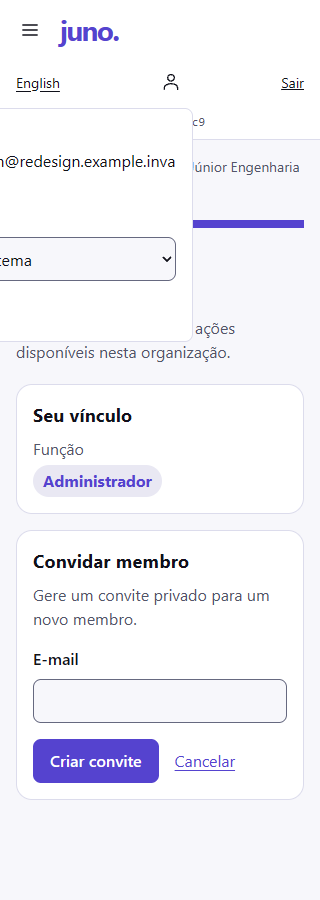 juno.
English
Sair
c9
n@redesign.example.inva
Júnior Engenharia
tema
ações
disponíveis nesta organização.
Seu vínculo
Função
Administrador
Convidar membro
Gere um convite privado para um
novo membro.
E-mail
Criar convite
Cancelar